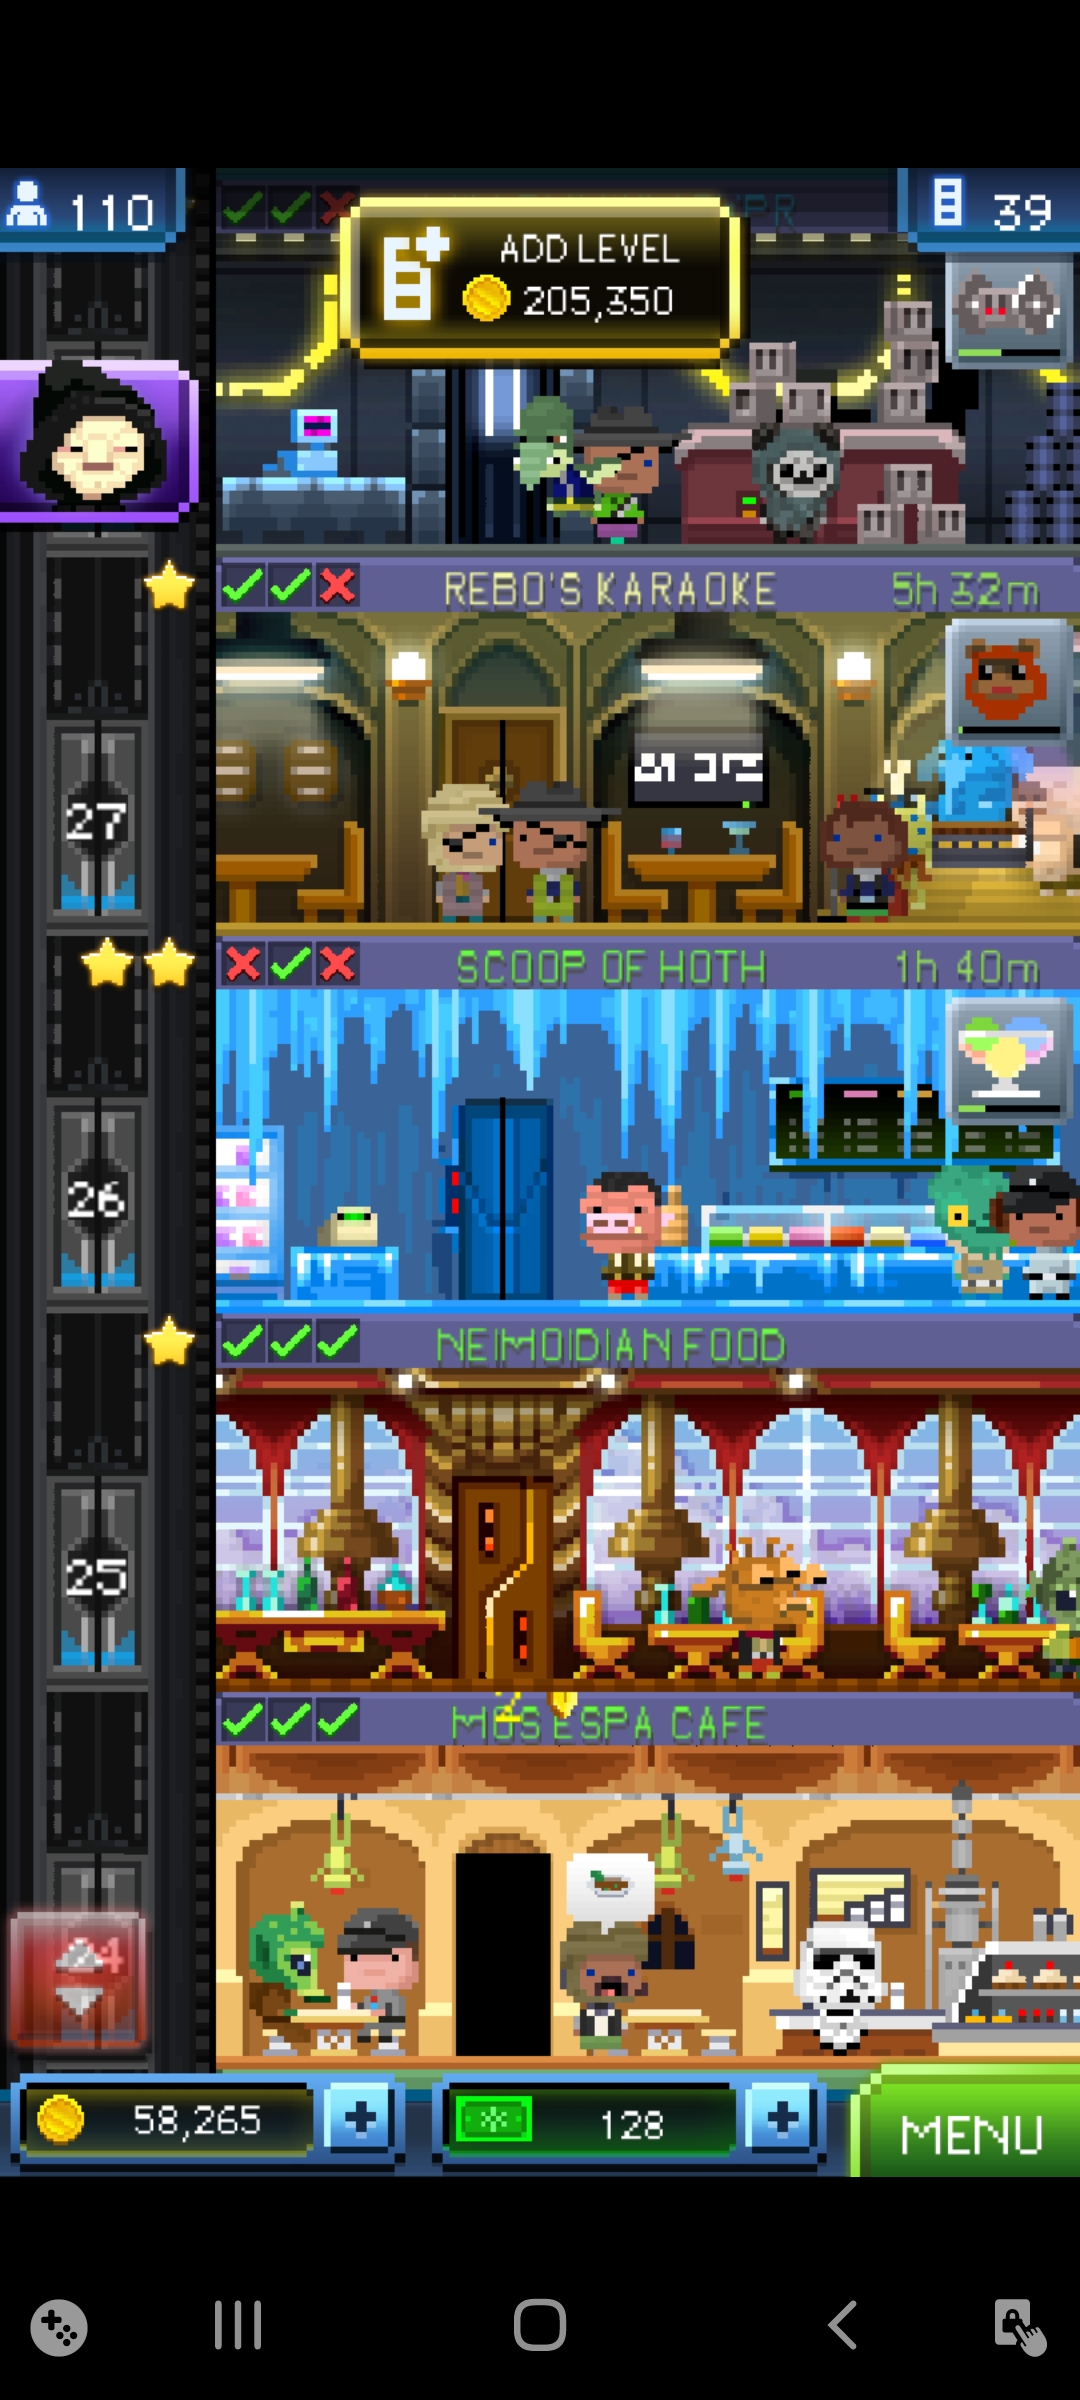 110
39
ADD LEVEL
205,350
REBO'S KARAOKE 5h 32m
27
SCOOP OF HOTH 1h 40m
26
NEIMOIDIAN FOOD
25
MOS ESPA CAFE
58,265
128
MENU